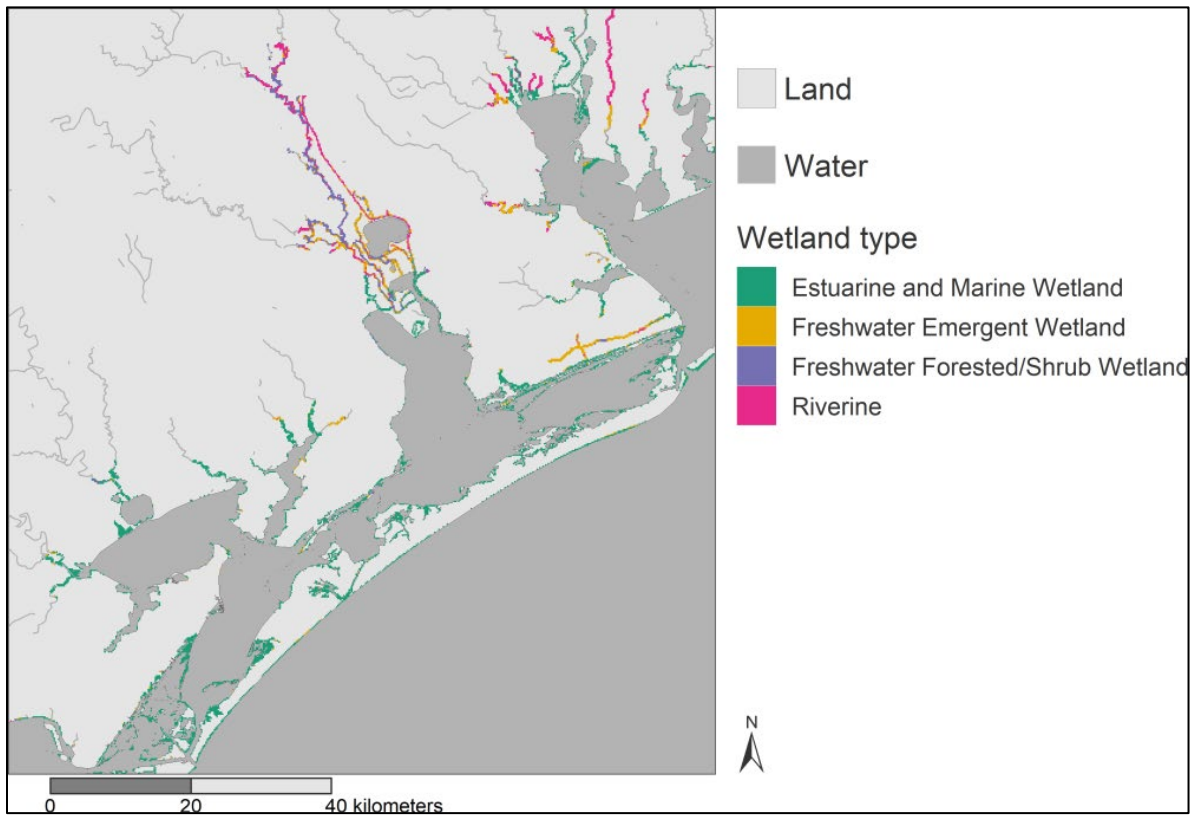 Land
Water
Wetland type
Estuarine and Marine Wetland
Freshwater Emergent Wetland
Freshwater Forested/Shrub Wetland
Riverine
N
0 20 40 kilometers